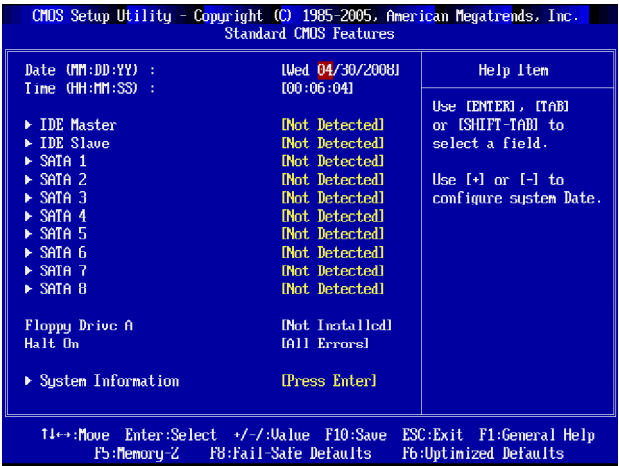 CMOS Setup Utility - Copyright (C) 1985-2005, American Megatrends, Inc.
Standard CMOS Features
Date (MM:DD:YY) : [Wed 04/30/2008]
Time (HH:MM:SS) : [00:06:04]
▶ IDE Master [Not Detected]
▶ IDE Slave [Not Detected]
▶ SATA 1 [Not Detected]
▶ SATA 2 [Not Detected]
▶ SATA 3 [Not Detected]
▶ SATA 4 [Not Detected]
▶ SATA 5 [Not Detected]
▶ SATA 6 [Not Detected]
▶ SATA 7 [Not Detected]
▶ SATA 8 [Not Detected]
Floppy Drive A [Not Installed]
Halt On [All Errors]
▶ System Information [Press Enter]
Help Item
Use [ENTER], [TAB]
or [SHIFT-TAB] to
select a field.
Use [+] or [-] to
configure system Date.
↑↓←→:Move Enter:Select +/-/:Value F10:Save ESC:Exit F1:General Help
F5:Memory-Z F8:Fail-Safe Defaults F6:Optimized Defaults